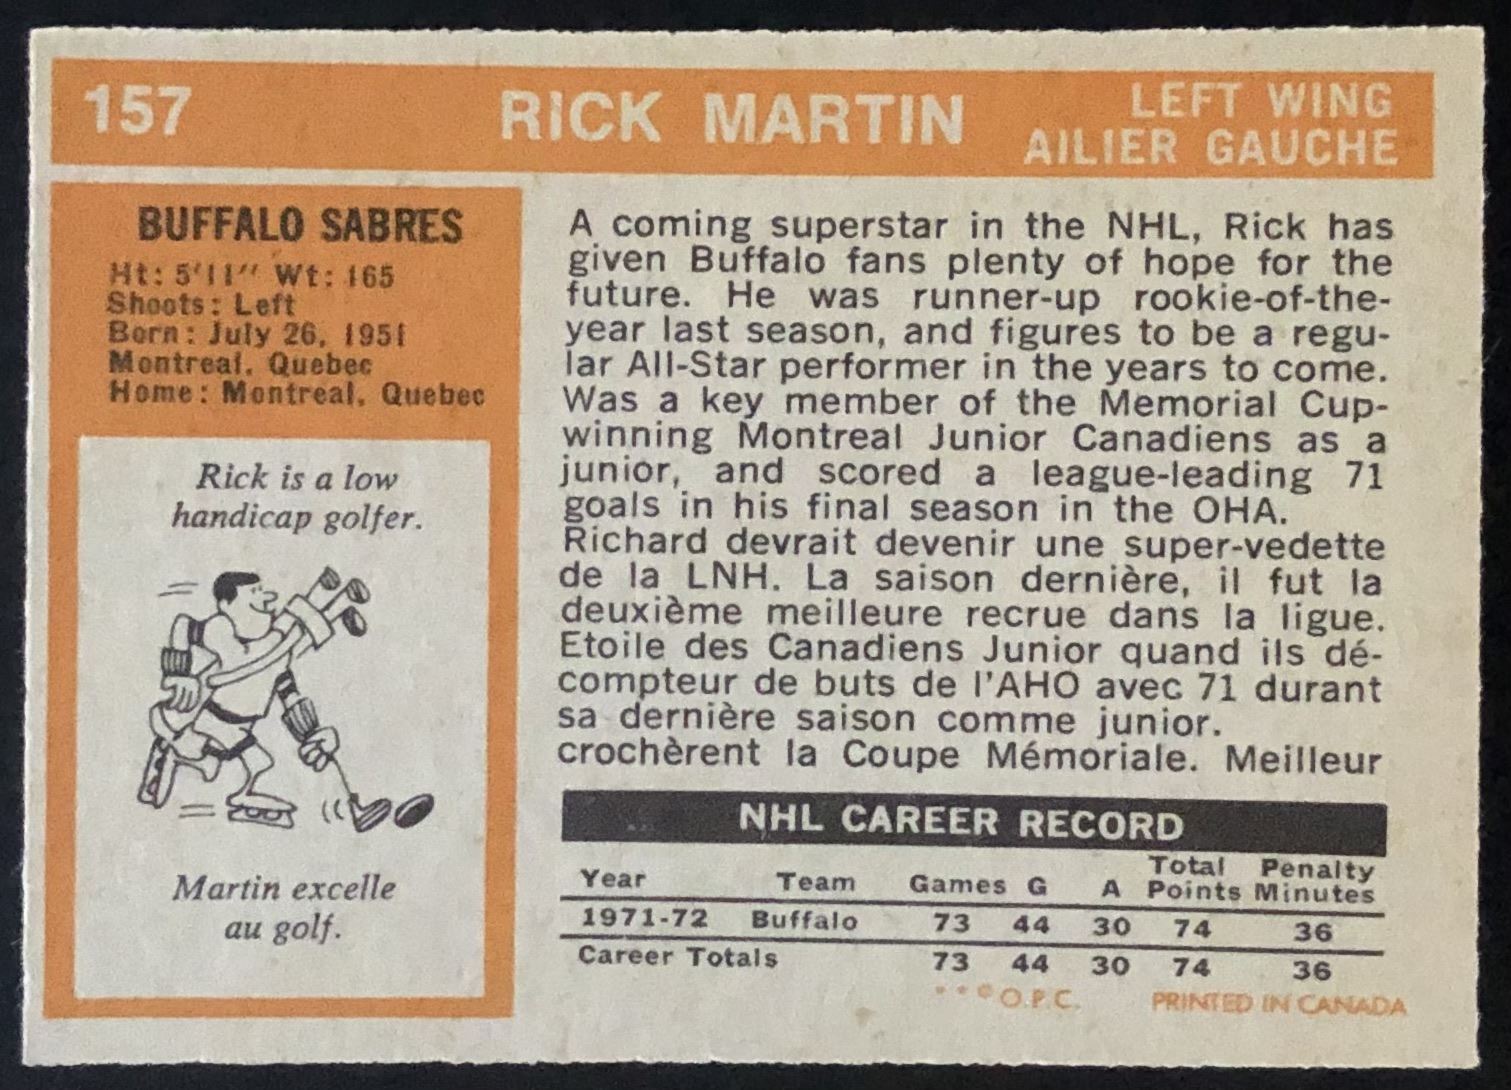 157
RICK MARTIN
LEFT WING
AILIER GAUCHE
BUFFALO SABRES
Ht: 5'11" Wt: 165
Shoots: Left
Born: July 26, 1951
Montreal, Quebec
Home: Montreal, Quebec
Rick is a low
handicap golfer.
Martin excelle
au golf.
A coming superstar in the NHL, Rick has
given Buffalo fans plenty of hope for the
future. He was runner-up rookie-of-the-
year last season, and figures to be a regu-
lar All-Star performer in the years to come.
Was a key member of the Memorial Cup-
winning Montreal Junior Canadiens as a
junior, and scored a league-leading 71
goals in his final season in the OHA.
Richard devrait devenir une super-vedette
de la LNH. La saison dernière, il fut la
deuxième meilleure recrue dans la ligue.
Etoile des Canadiens Junior quand ils dé-
compteur de buts de l'AHO avec 71 durant
sa dernière saison comme junior.
crochèrent la Coupe Mémoriale. Meilleur
NHL CAREER RECORD
Year Team Games G A Total Points Penalty Minutes
1971-72 Buffalo 73 44 30 74 36
Career Totals 73 44 30 74 36
***© O.P.C. PRINTED IN CANADA